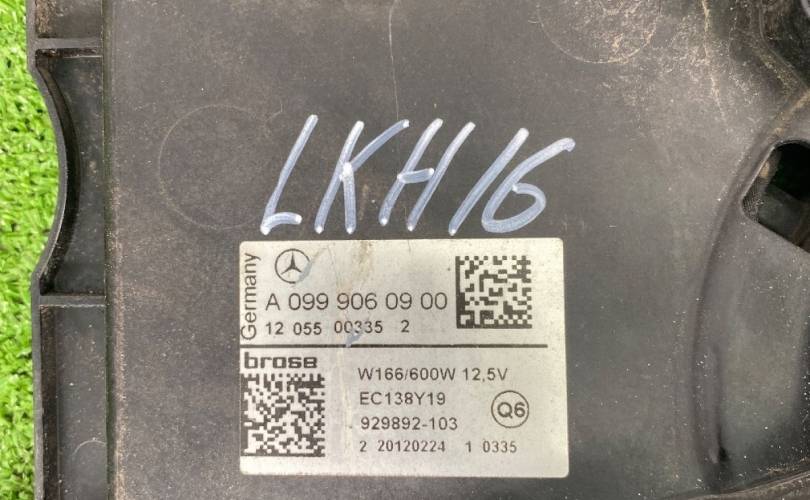 LKH16
Germany
A 099 906 09 00
12 055 00335 2
brose
W166/600W 12,5V
EC138Y19
Q6
929892-103
2 20120224 1 0335